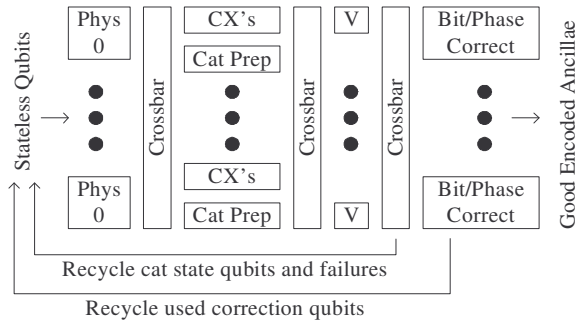 Stateless Qubits
Phys
0
Crossbar
CX's
Cat Prep
Crossbar
V
Crossbar
Bit/Phase
Correct
Good Encoded Ancillae
Phys
0
CX's
Cat Prep
V
Bit/Phase
Correct
Recycle cat state qubits and failures
Recycle used correction qubits